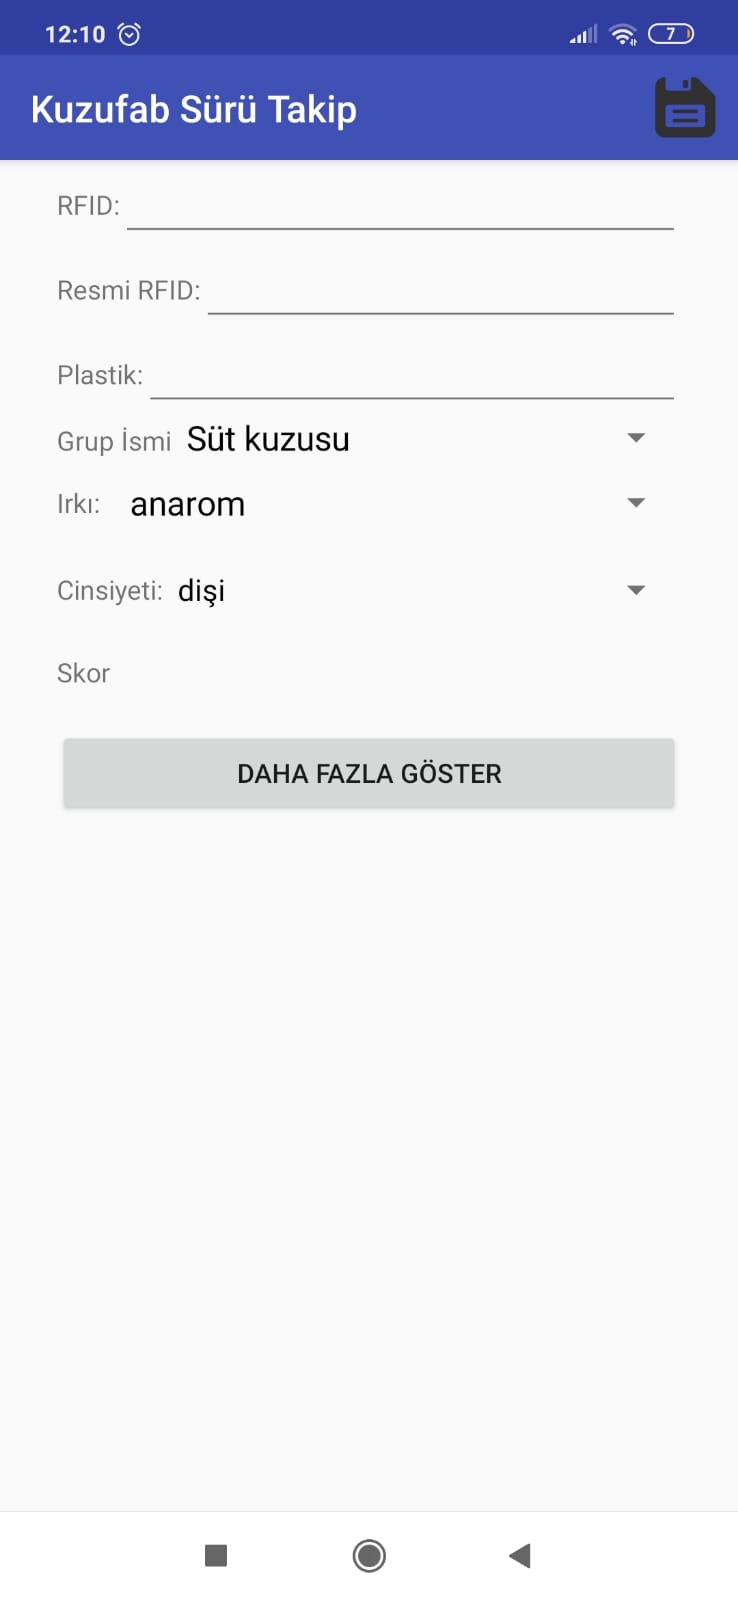 12:10
7
Kuzufab Sürü Takip
RFID:
Resmi RFID:
Plastik:
Grup İsmi Süt kuzusu
Irkı: anarom
Cinsiyeti: dişi
Skor
DAHA FAZLA GÖSTER